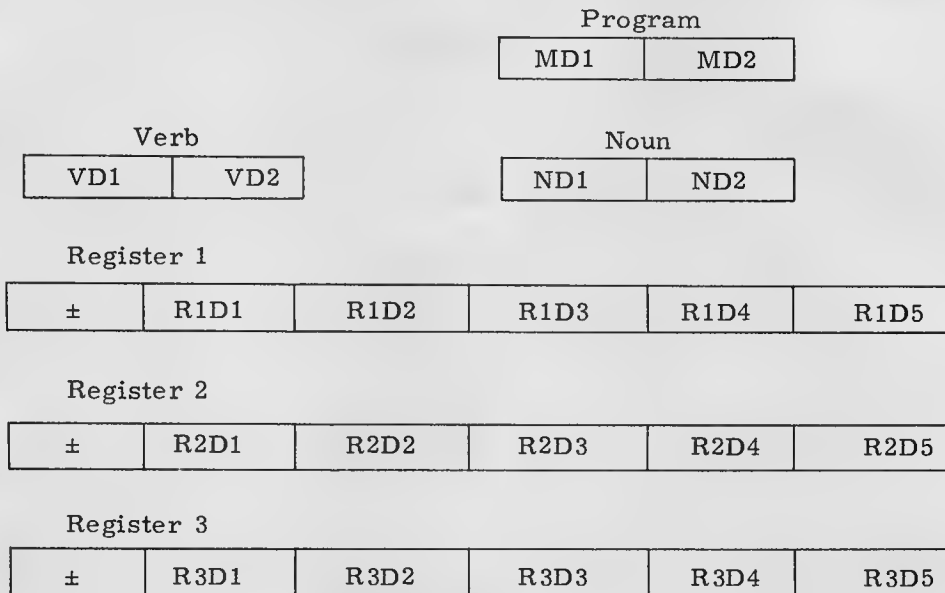 Program
MD1 MD2
Verb Noun
VD1 VD2 ND1 ND2
Register 1
± R1D1 R1D2 R1D3 R1D4 R1D5
Register 2
± R2D1 R2D2 R2D3 R2D4 R2D5
Register 3
± R3D1 R3D2 R3D3 R3D4 R3D5